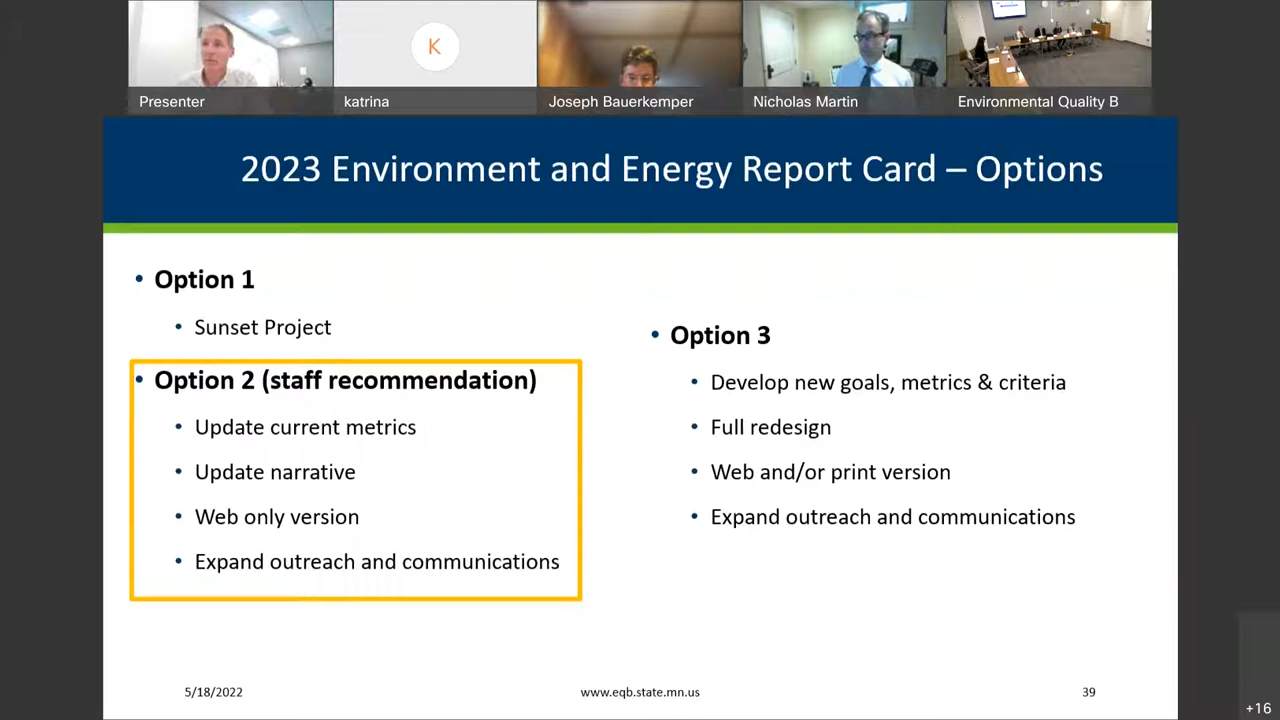 K
Presenter
katrina
Joseph Bauerkemper
Nicholas Martin
Environmental Quality B
2023 Environment and Energy Report Card – Options
• Option 1
• Sunset Project
• Option 2 (staff recommendation)
• Update current metrics
• Update narrative
• Web only version
• Expand outreach and communications
• Option 3
• Develop new goals, metrics & criteria
• Full redesign
• Web and/or print version
• Expand outreach and communications
5/18/2022
www.eqb.state.mn.us
39
+16